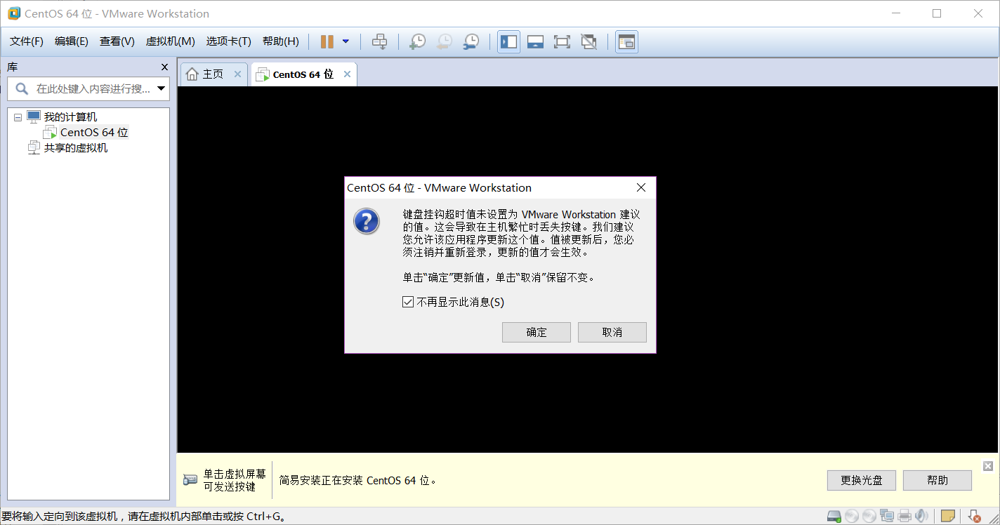 CentOS 64 位 - VMware Workstation
文件(F) 编辑(E) 查看(V) 虚拟机(M) 选项卡(T) 帮助(H)
库
主页
CentOS 64 位
在此处键入内容进行搜...
我的计算机
CentOS 64 位
共享的虚拟机
CentOS 64 位 - VMware Workstation
键盘挂钩超时值未设置为 VMware Workstation 建议
的值。这会导致在主机繁忙时丢失按键。我们建议
您允许该应用程序更新这个值。值被更新后，您必
须注销并重新登录，更新的值才会生效。
单击“确定”更新值，单击“取消”保留不变。
不再显示此消息(S)
确定 取消
单击虚拟屏幕
可发送按键
简易安装正在安装 CentOS 64 位。
更换光盘 帮助
要将输入定向到该虚拟机，请在虚拟机内部单击或按 Ctrl+G。